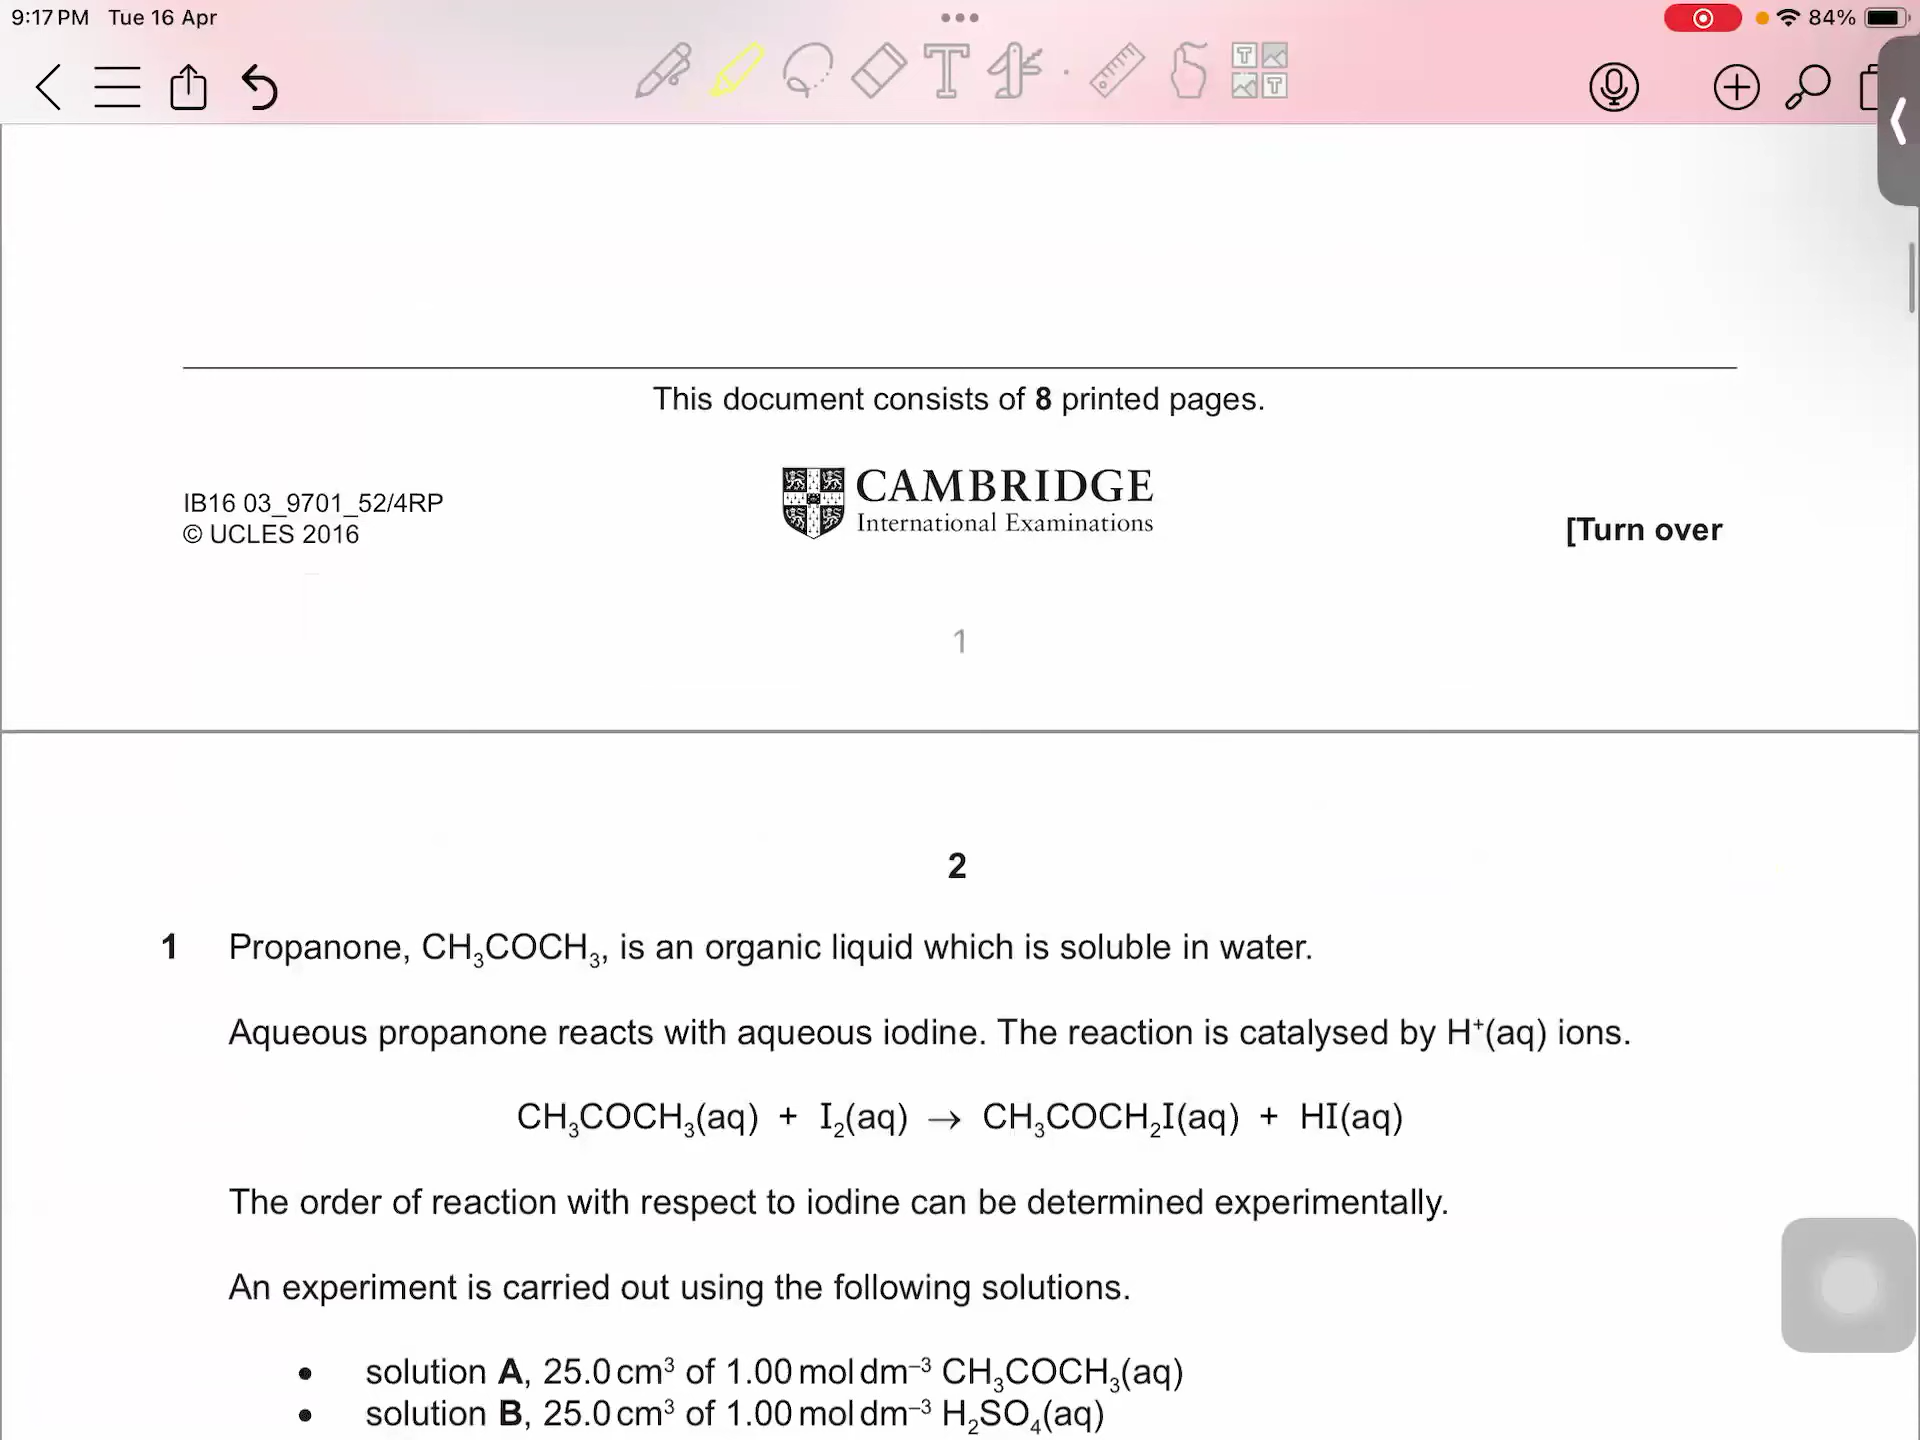 9:17 PM Tue 16 Apr
84%
This document consists of 8 printed pages.
IB16 03_9701_52/4RP
© UCLES 2016
CAMBRIDGE
International Examinations
[Turn over
1
2
1 Propanone, CH₃COCH₃, is an organic liquid which is soluble in water.
Aqueous propanone reacts with aqueous iodine. The reaction is catalysed by H⁺(aq) ions.
CH₃COCH₃(aq) + I₂(aq) → CH₃COCH₂I(aq) + HI(aq)
The order of reaction with respect to iodine can be determined experimentally.
An experiment is carried out using the following solutions.
• solution A, 25.0 cm³ of 1.00 mol dm⁻³ CH₃COCH₃(aq)
• solution B, 25.0 cm³ of 1.00 mol dm⁻³ H₂SO₄(aq)